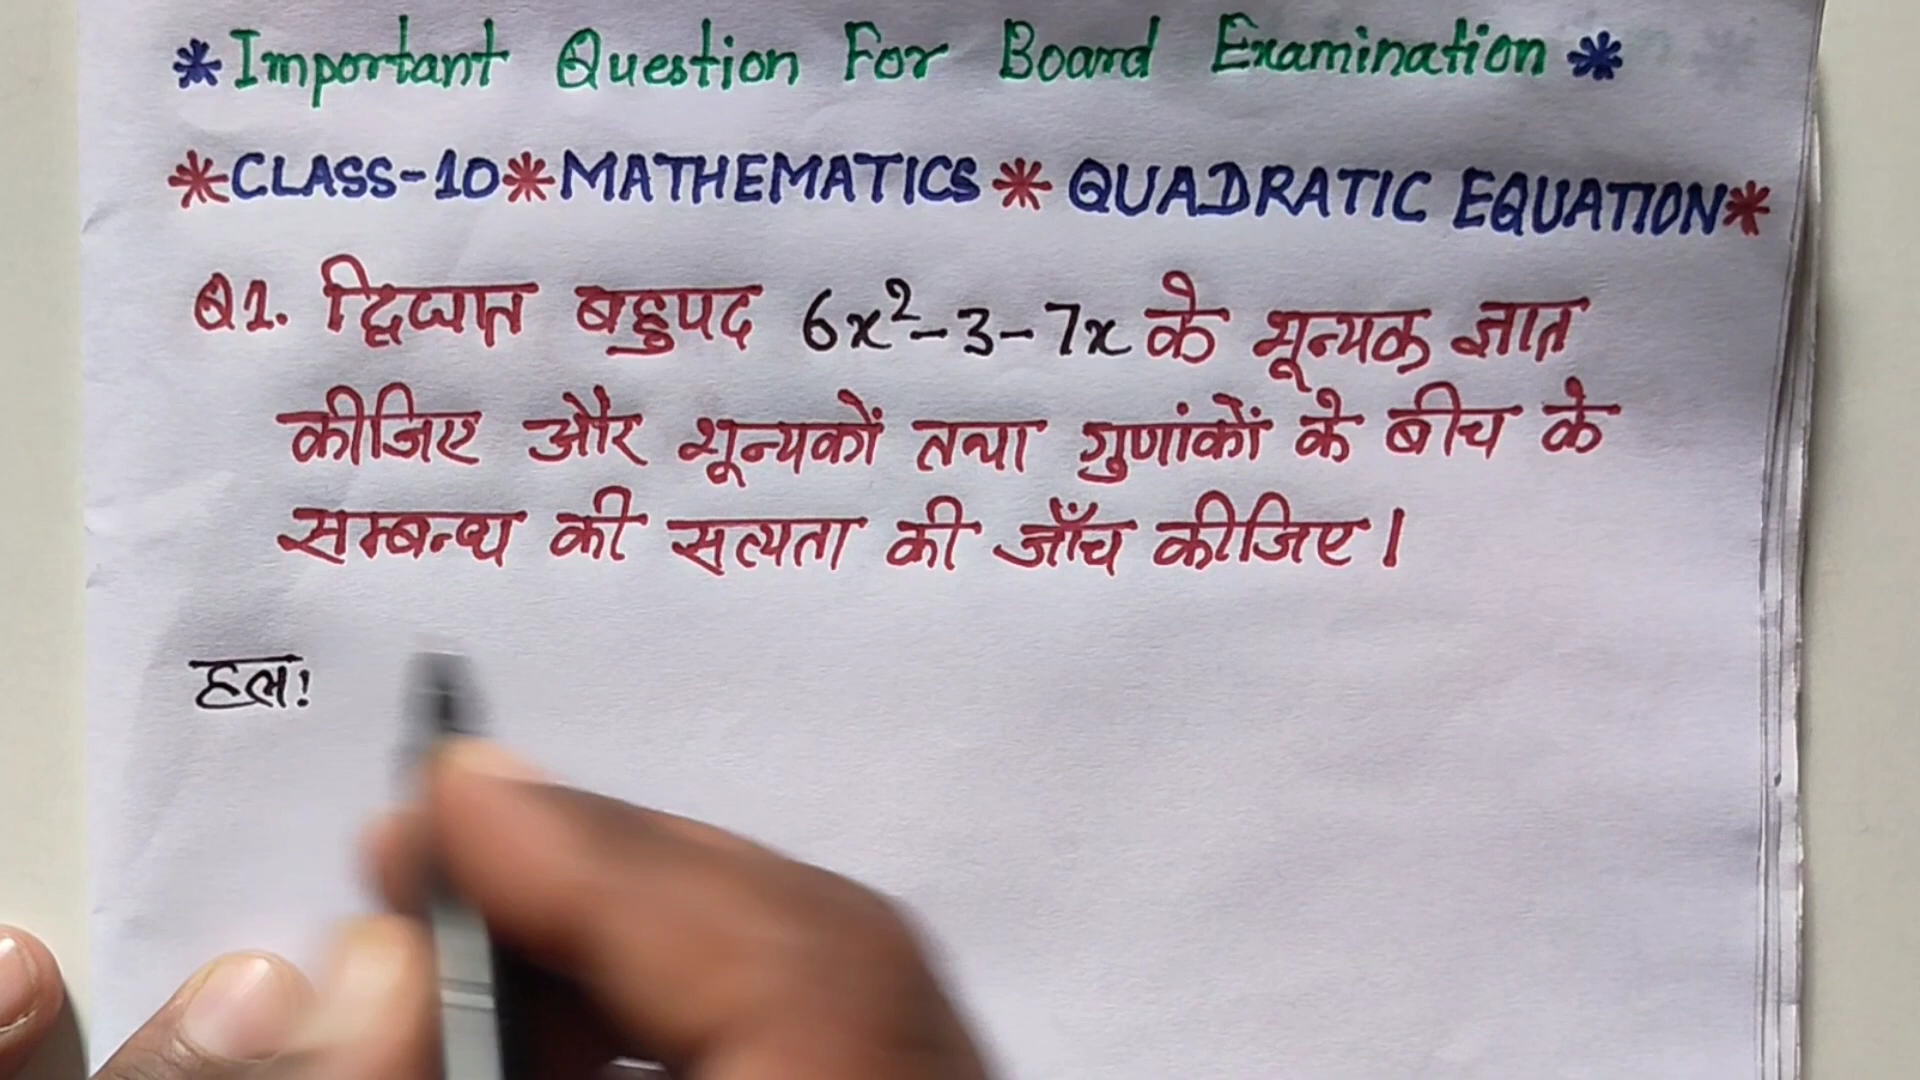 *Important Question For Board Examination*
*CLASS-10*MATHEMATICS*QUADRATIC EQUATION*
Q1. द्विघात बहुपद 6x²-3-7x के शून्यक ज्ञात
कीजिए और शून्यकों तथा गुणांकों के बीच के
सम्बन्ध की सत्यता की जाँच कीजिए।
हल: